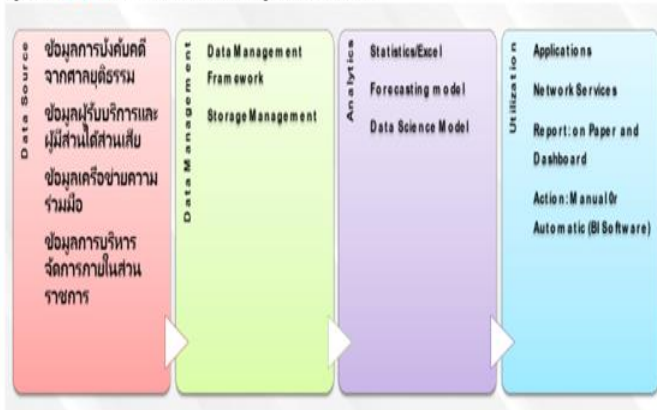 Data Source
ข้อมูลการบังคับคดี
จากศาลยุติธรรม
ข้อมูลผู้รับบริการและ
ผู้มีส่วนได้ส่วนเสีย
ข้อมูลเครือข่ายความ
ร่วมมือ
ข้อมูลการบริหาร
จัดการภายในส่วน
ราชการ
Data Management
Data Management
Framework
Storage Management
Analytics
Statistics/Excel
Forecasting model
Data Science Model
Utilization
Applications
Network Services
Report: on Paper and
Dashboard
Action: Manual 0r
Automatic (BI Software)